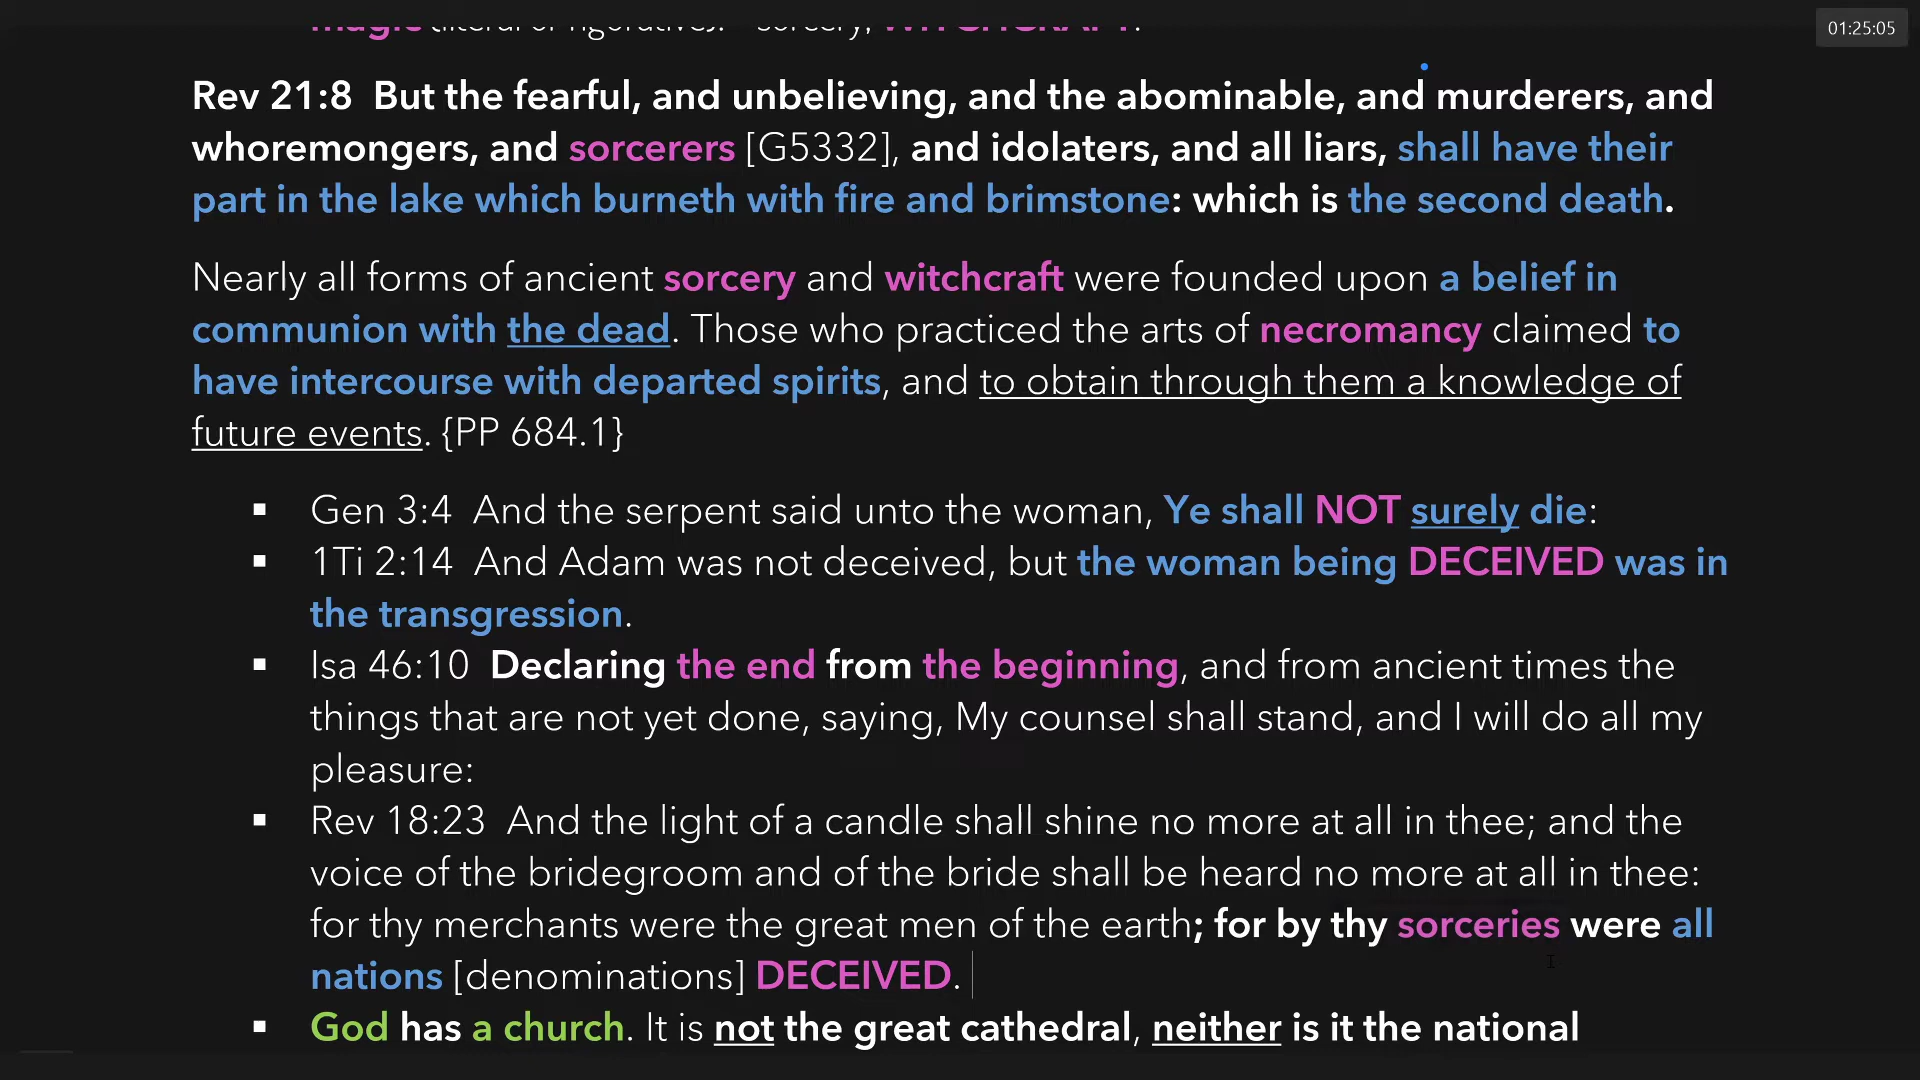 magic (literal or figurative): - sorcery, WITCHCRAFT.
01:25:05
Rev 21:8 But the fearful, and unbelieving, and the abominable, and murderers, and
whoremongers, and sorcerers [G5332], and idolaters, and all liars, shall have their
part in the lake which burneth with fire and brimstone: which is the second death.
Nearly all forms of ancient sorcery and witchcraft were founded upon a belief in
communion with the dead. Those who practiced the arts of necromancy claimed to
have intercourse with departed spirits, and to obtain through them a knowledge of
future events. {PP 684.1}
▪ Gen 3:4 And the serpent said unto the woman, Ye shall NOT surely die:
▪ 1Ti 2:14 And Adam was not deceived, but the woman being DECEIVED was in
the transgression.
▪ Isa 46:10 Declaring the end from the beginning, and from ancient times the
things that are not yet done, saying, My counsel shall stand, and I will do all my
pleasure:
▪ Rev 18:23 And the light of a candle shall shine no more at all in thee; and the
voice of the bridegroom and of the bride shall be heard no more at all in thee:
for thy merchants were the great men of the earth; for by thy sorceries were all
nations [denominations] DECEIVED.
▪ God has a church. It is not the great cathedral, neither is it the national